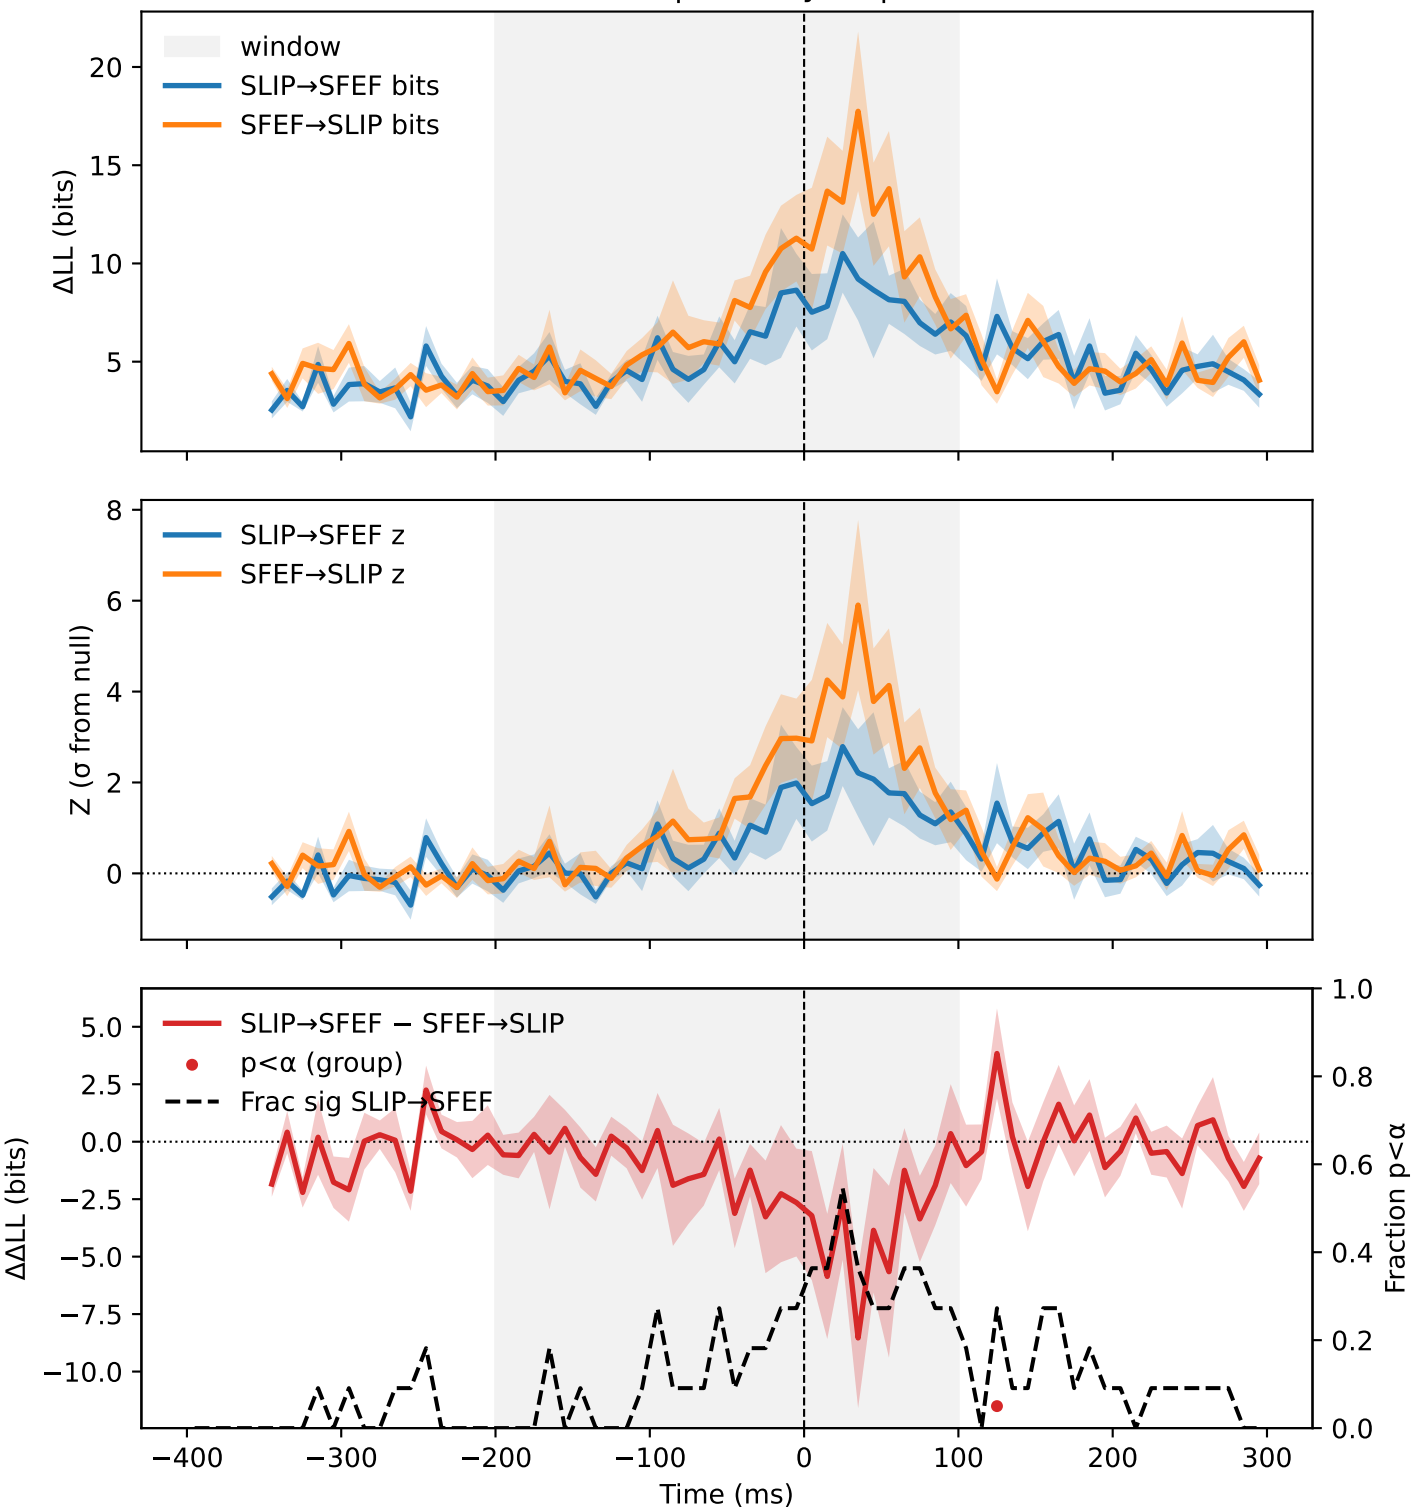 window
SLIP→SFEF bits
SFEF→SLIP bits
20
15
10
5
ΔLL (bits)
SLIP→SFEF z
SFEF→SLIP z
8
6
4
2
0
Z (σ from null)
SLIP→SFEF − SFEF→SLIP
p<α (group)
Frac sig SLIP→SFEF
5.0
2.5
0.0
−2.5
−5.0
−7.5
−10.0
ΔΔLL (bits)
1.0
0.8
0.6
0.4
0.2
0.0
Fraction p<α
−400 −300 −200 −100 0 100 200 300
Time (ms)